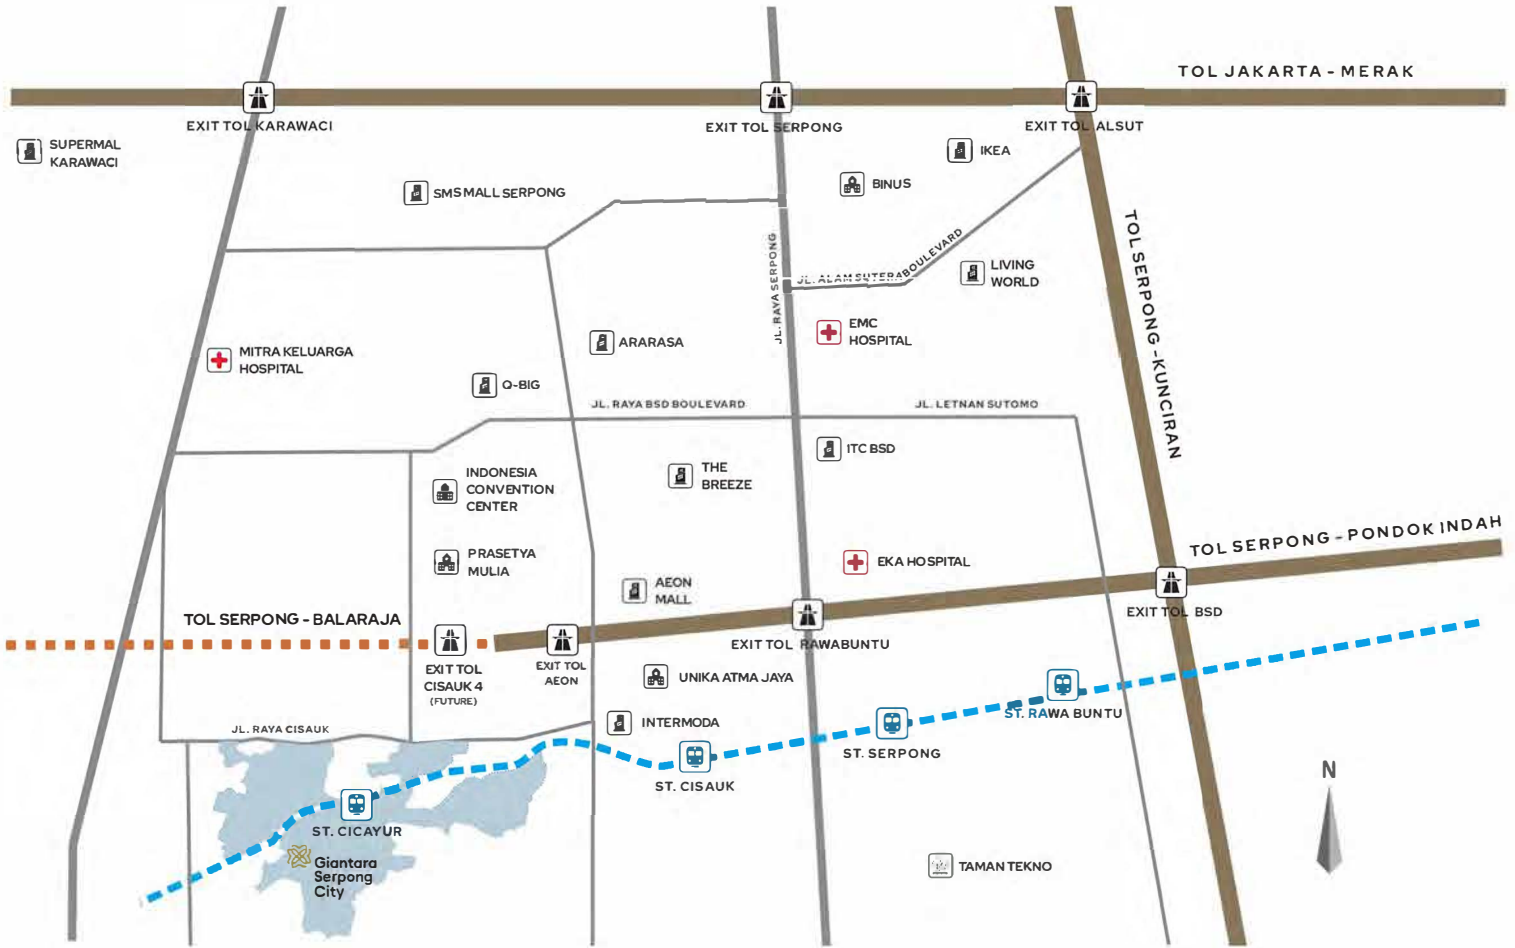 TOL JAKARTA - MERAK
EXIT TOL KARAWACI
EXIT TOL SERPONG
EXIT TOL ALSUT
SUPERMAL
KARAWACI
IKEA
BINUS
SMS MALL SERPONG
JL. RAYA SERPONG
JL. ALAM SUTERA BOULEVARD
LIVING
WORLD
TOL SERPONG - KUNCIRAN
EMC
HOSPITAL
ARARASA
MITRA KELUARGA
HOSPITAL
Q-BIG
JL. RAYA BSD BOULEVARD
JL. LETNAN SUTOMO
ITC BSD
INDONESIA
CONVENTION
CENTER
THE
BREEZE
TOL SERPONG - PONDOK INDAH
PRASETYA
MULIA
EKA HOSPITAL
AEON
MALL
EXIT TOL BSD
TOL SERPONG - BALARAJA
EXIT TOL RAWABUNTU
EXIT TOL
CISAUK 4
(FUTURE)
EXIT TOL
AEON
UNIKA ATMA JAYA
ST. RAWA BUNTU
INTERMODA
JL. RAYA CISAUK
ST. SERPONG
ST. CISAUK
N
ST. CICAYUR
Giantara
Serpong
City
TAMAN TEKNO